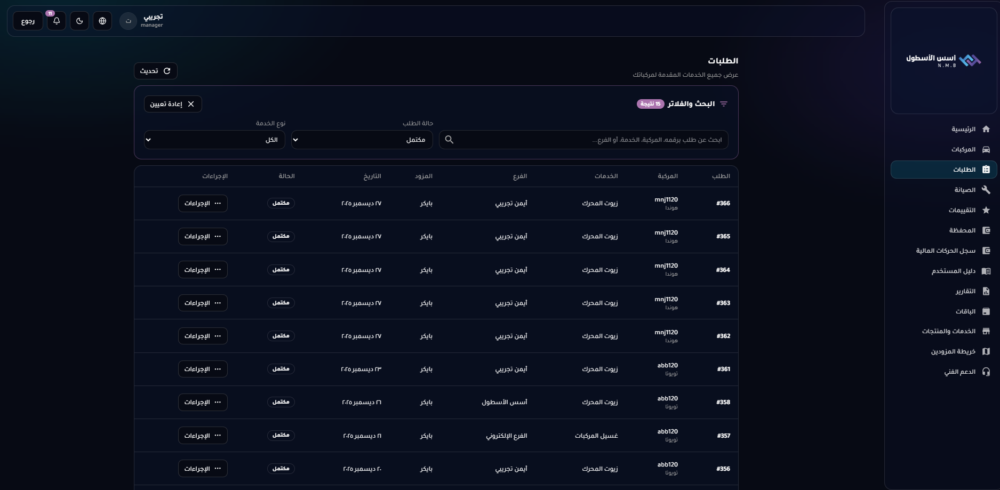 تجريبي
manager
ت
11
رجوع
أسس الأسطول
N.M.B
الرئيسية
المركبات
الطلبات
الصيانة
التقييمات
المحفظة
سجل الحركات المالية
دليل المستخدم
التقارير
الباقات
الخدمات والمنتجات
خريطة المزودين
الدعم الفني
الطلبات
عرض جميع الخدمات المقدمة لمركباتك
تحديث
البحث والفلاتر 15 نتيجة
إعادة تعيين
حالة الطلب نوع الخدمة
ابحث عن طلب برقمه، المركبة، الخدمة، أو الفرع... مكتمل الكل
الطلب المركبة الخدمات الفرع المزود التاريخ الحالة الإجراءات
#366 mnj1120 زيوت المحرك أيمن تجريبي بايكر ٢٧ ديسمبر ٢٠٢٥ مكتمل الإجراءات
هوندا
#365 mnj1120 زيوت المحرك أيمن تجريبي بايكر ٢٧ ديسمبر ٢٠٢٥ مكتمل الإجراءات
هوندا
#364 mnj1120 زيوت المحرك أيمن تجريبي بايكر ٢٧ ديسمبر ٢٠٢٥ مكتمل الإجراءات
هوندا
#363 mnj1120 زيوت المحرك أيمن تجريبي بايكر ٢٧ ديسمبر ٢٠٢٥ مكتمل الإجراءات
هوندا
#362 mnj1120 زيوت المحرك أيمن تجريبي بايكر ٢٧ ديسمبر ٢٠٢٥ مكتمل الإجراءات
هوندا
#361 abb120 زيوت المحرك أيمن تجريبي بايكر ٢٣ ديسمبر ٢٠٢٥ مكتمل الإجراءات
تويوتا
#358 abb120 زيوت المحرك أسس الأسطول بايكر ٢٦ ديسمبر ٢٠٢٥ مكتمل الإجراءات
تويوتا
#357 abb120 غسيل المركبات الفرع الإلكتروني بايكر ٢١ ديسمبر ٢٠٢٥ مكتمل الإجراءات
تويوتا
#356 abb120 زيوت المحرك أيمن تجريبي بايكر ٢٠ ديسمبر ٢٠٢٥ مكتمل الإجراءات
تويوتا